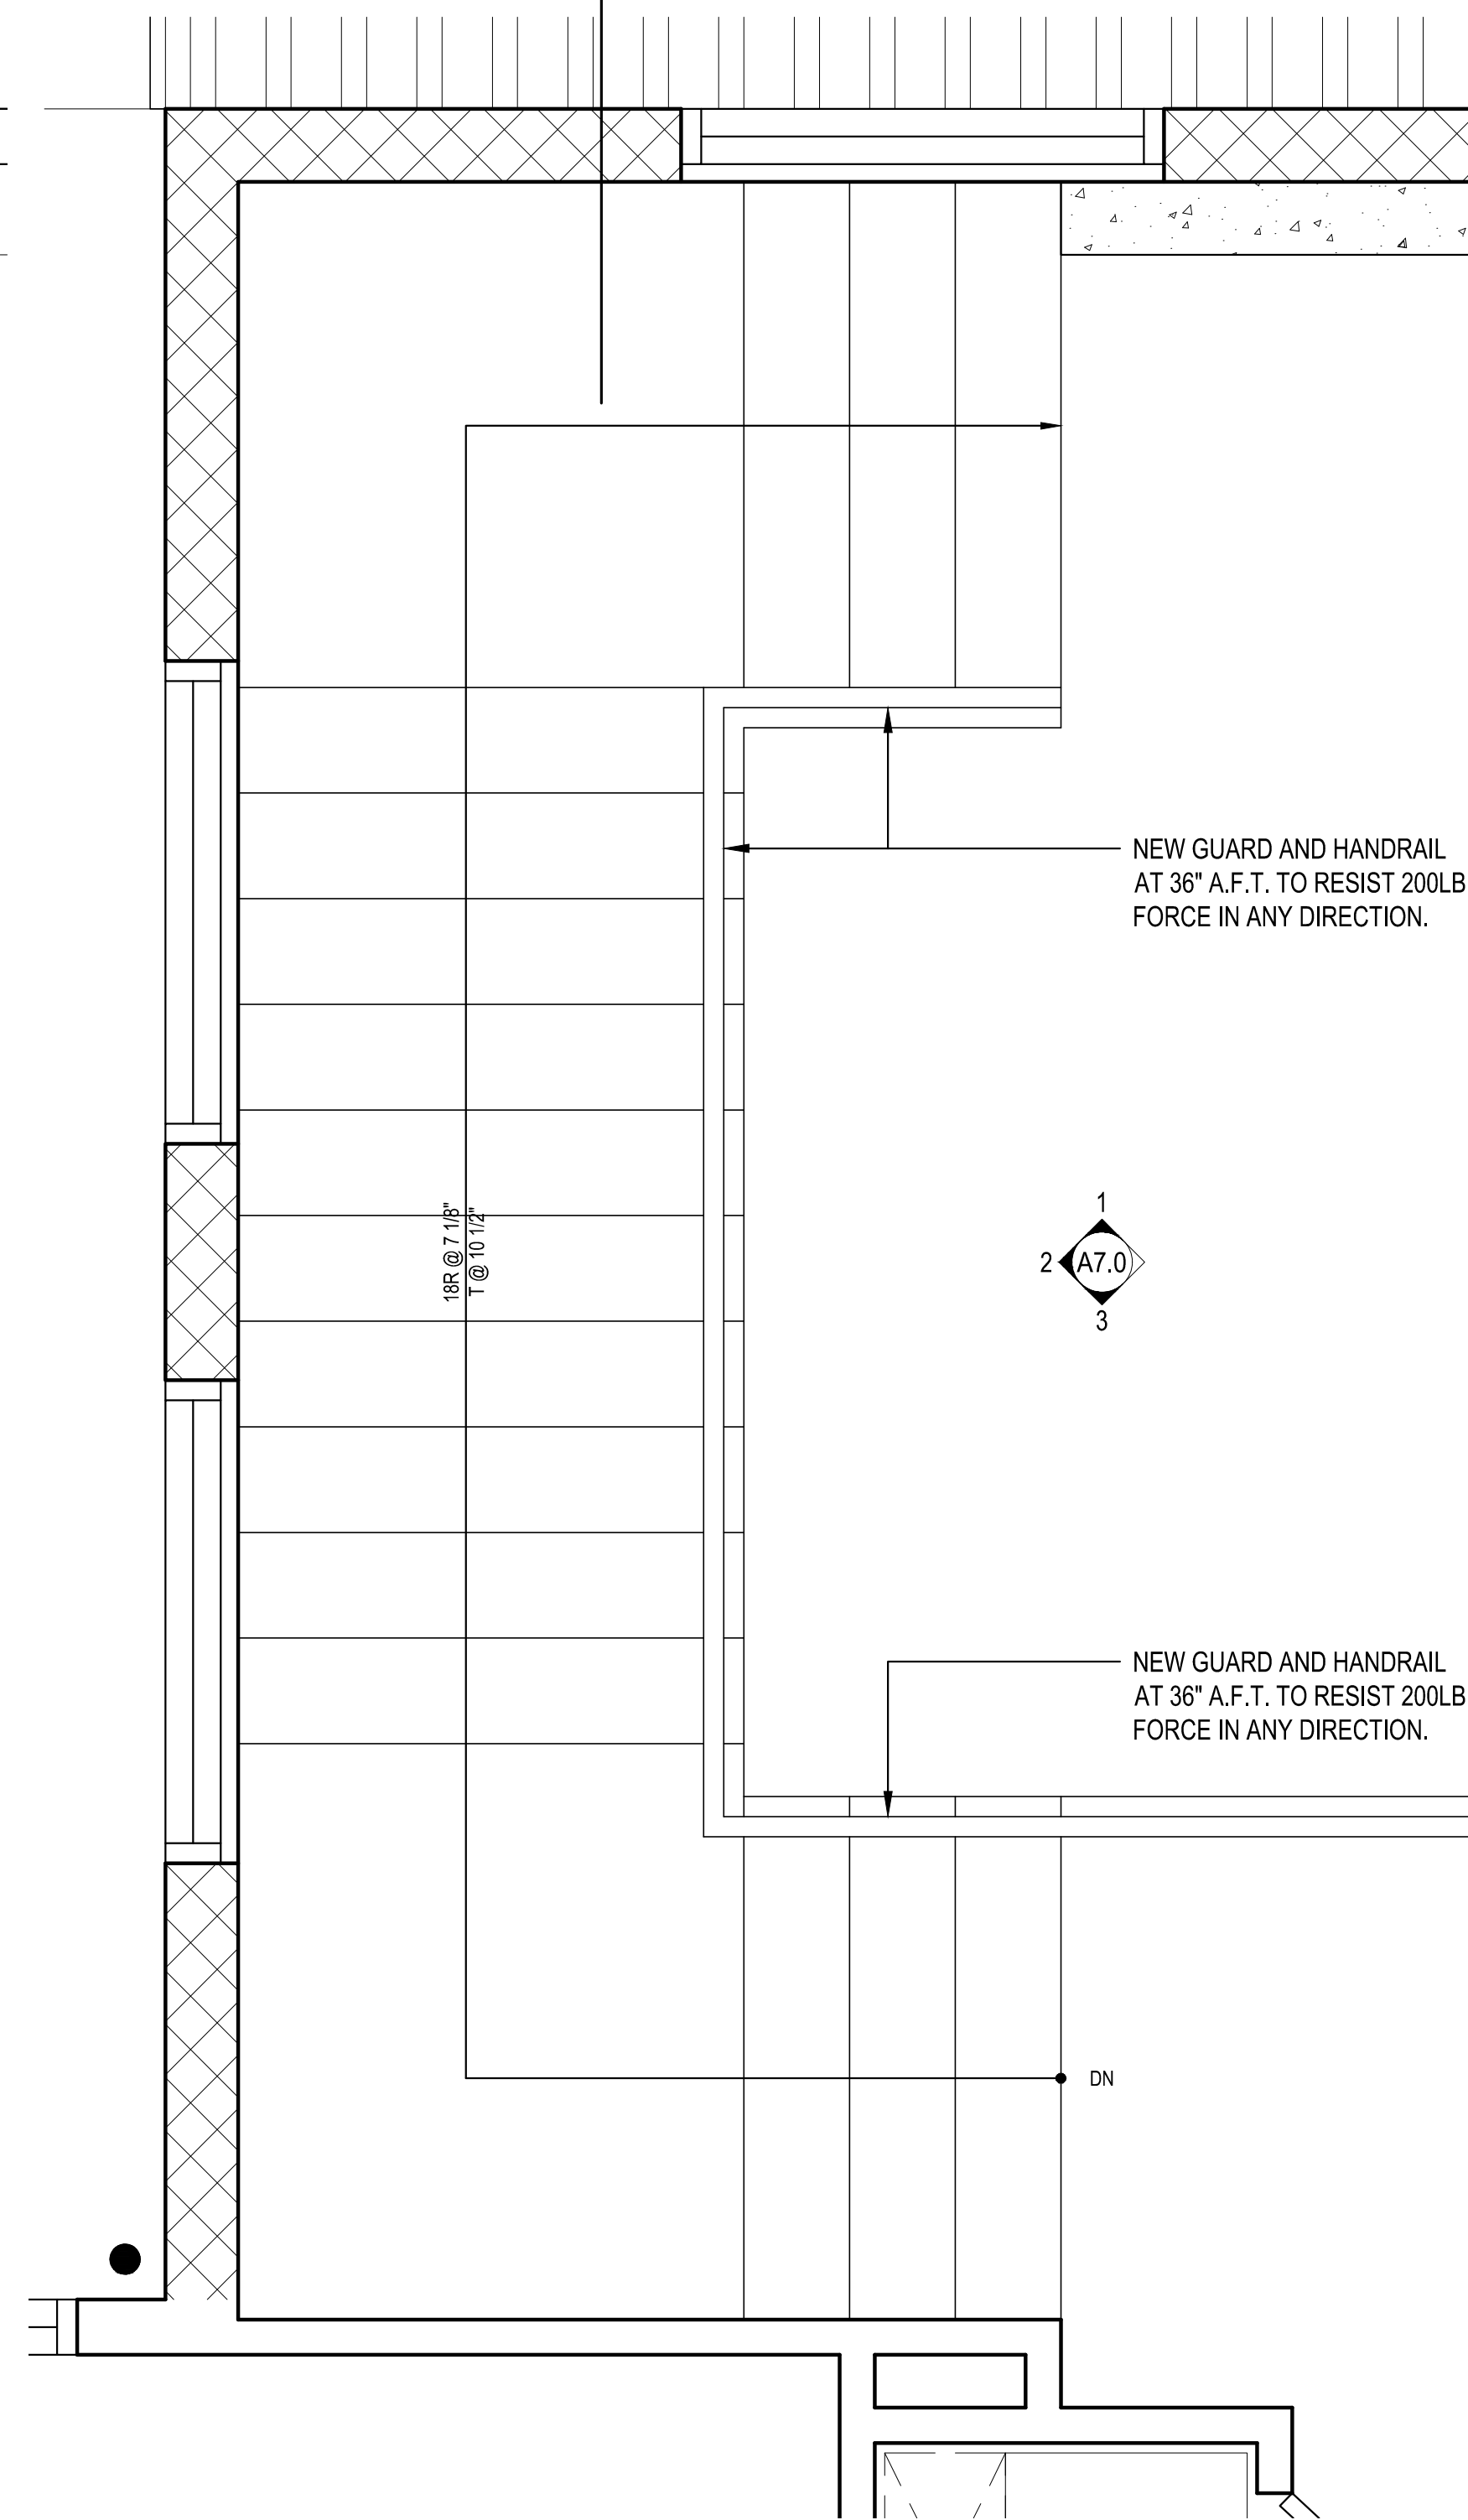 NEW GUARD AND HANDRAIL
AT 36" A.F.T. TO RESIST 200LB
FORCE IN ANY DIRECTION.
18R @ 7 1/8"
T @ 10 1/2"
1
2
A7.0
3
NEW GUARD AND HANDRAIL
AT 36" A.F.T. TO RESIST 200LB
FORCE IN ANY DIRECTION.
DN